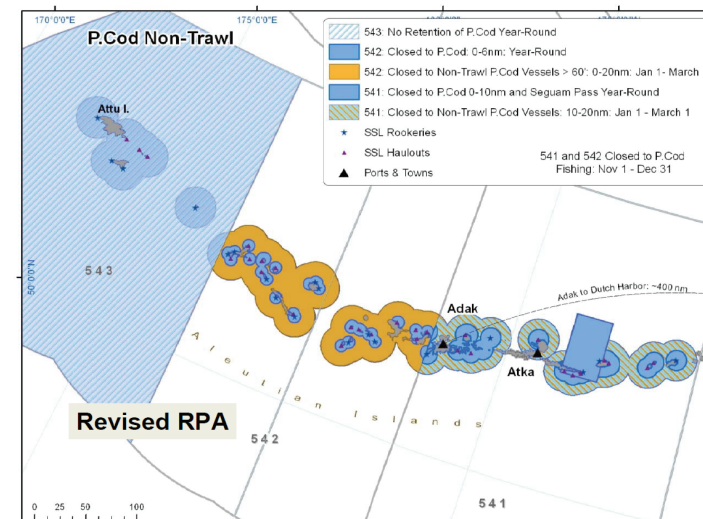 170°0'0"E
175°0'0"E
P.Cod Non-Trawl
543: No Retention of P.Cod Year-Round
542: Closed to P.Cod: 0-6nm: Year-Round
542: Closed to Non-Trawl P.Cod Vessels > 60': 0-20nm: Jan 1- March
541: Closed to P.Cod 0-10nm and Seguam Pass Year-Round
541: Closed to Non-Trawl P.Cod Vessels: 10-20nm: Jan 1 - March 1
SSL Rookeries
SSL Haulouts
Ports & Towns
541 and 542 Closed to P.Cod
Fishing: Nov 1 - Dec 31
Attu I.
50°0'0"N
543
Adak to Dutch Harbor: ~400 nm
Adak
Atka
Aleutian Islands
Revised RPA
542
541
0 25 50 100